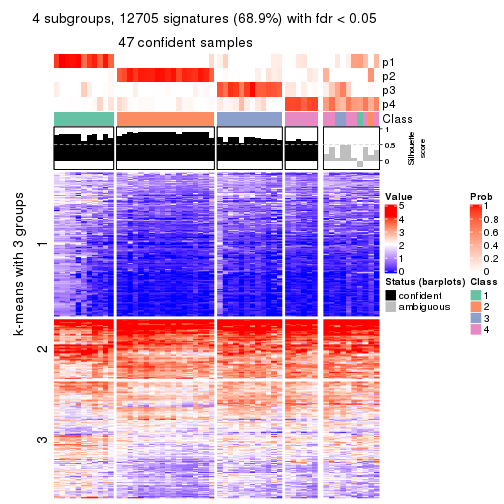 4 subgroups, 12705 signatures (68.9%) with fdr < 0.05
47 confident samples
p1
p2
p3
p4
Class
1
0.5
0
Silhouette
score
k-means with 3 groups
1
2
3
Value
5
4
3
2
1
0
Prob
1
0.8
0.6
0.4
0.2
0
Status (barplots)
confident
ambiguous
Class
1
2
3
4